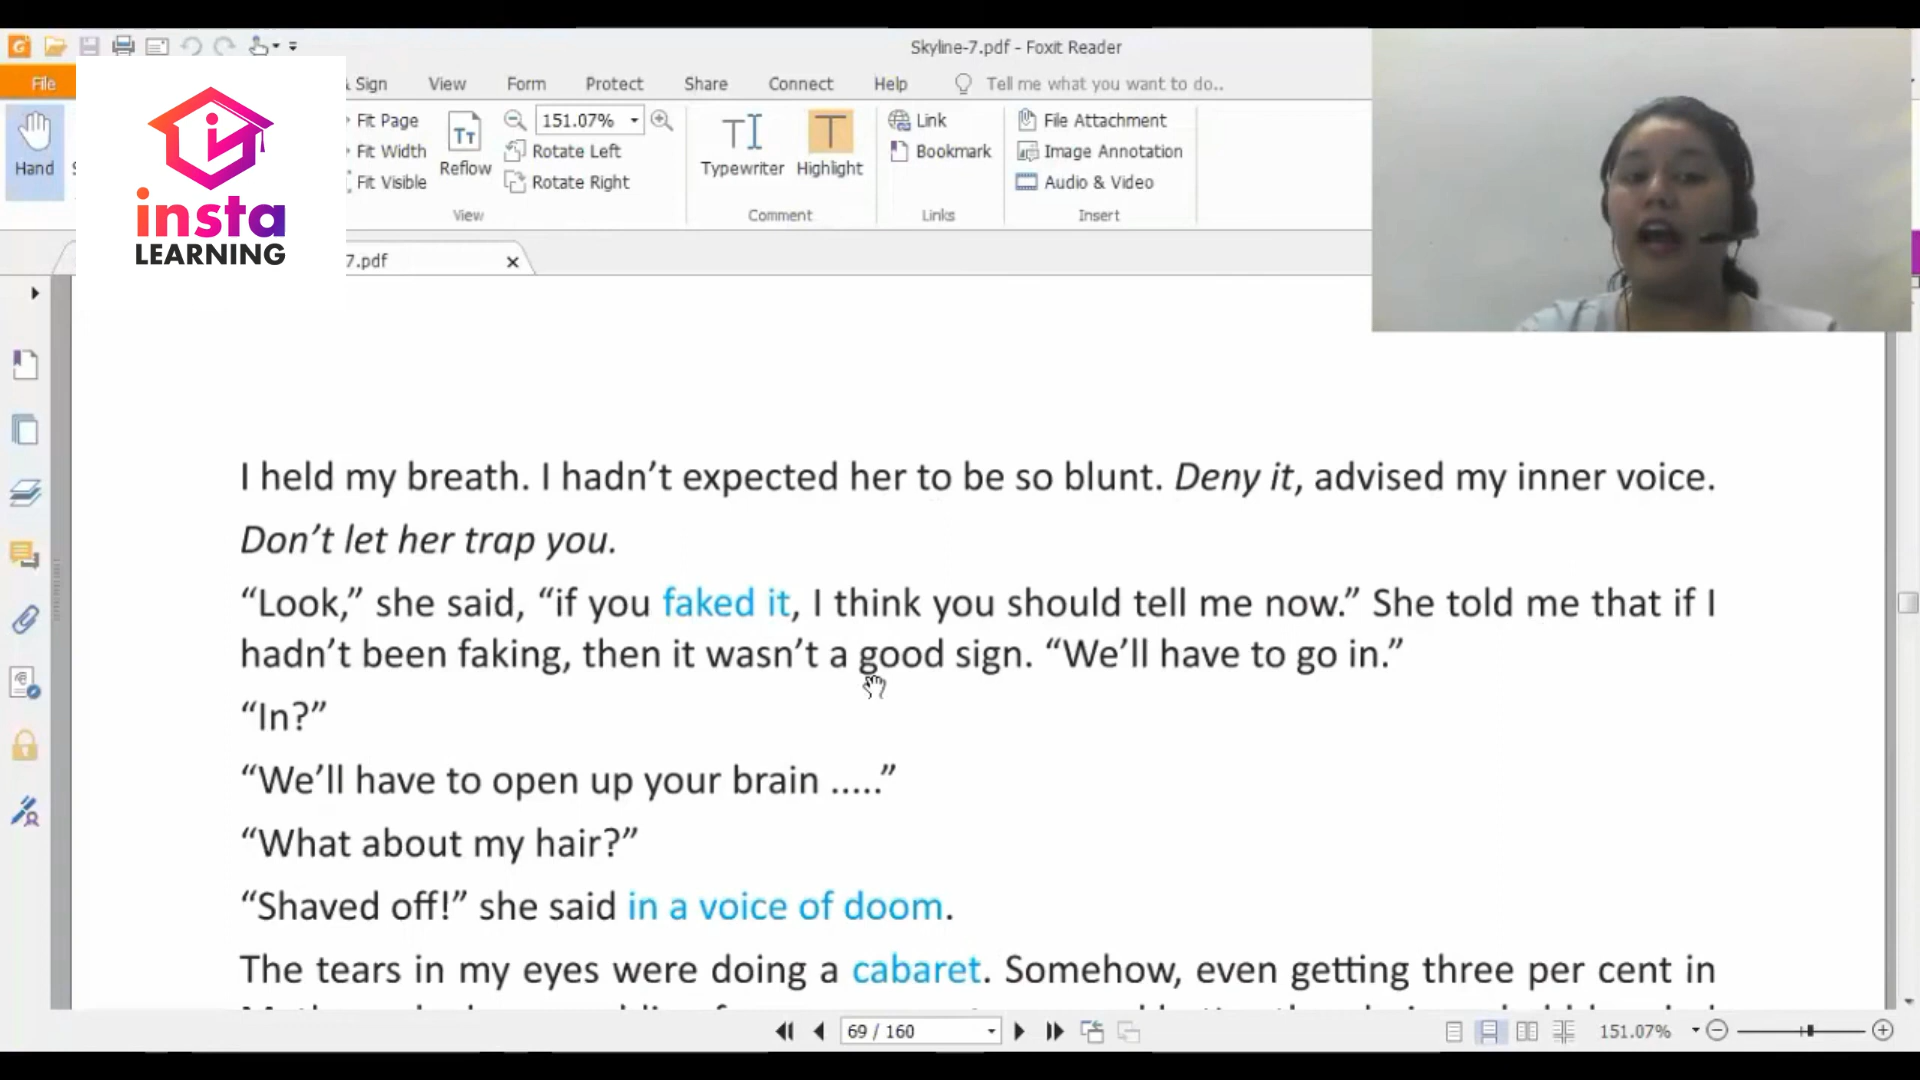 Skyline-7.pdf - Foxit Reader
File
& Sign
View
Form
Protect
Share
Connect
Help
Tell me what you want to do..
Hand
Fit Page
Fit Width
Fit Visible
Reflow
151.07%
Rotate Left
Rotate Right
View
Typewriter
Highlight
Comment
Link
Bookmark
Links
File Attachment
Image Annotation
Audio & Video
Insert
insta
LEARNING
7.pdf
I held my breath. I hadn’t expected her to be so blunt. Deny it, advised my inner voice.
Don’t let her trap you.
“Look,” she said, “if you faked it, I think you should tell me now.” She told me that if I
hadn’t been faking, then it wasn’t a good sign. “We’ll have to go in.”
“In?”
“We’ll have to open up your brain .....”
“What about my hair?”
“Shaved off!” she said in a voice of doom.
The tears in my eyes were doing a cabaret. Somehow, even getting three per cent in
69 / 160
151.07%